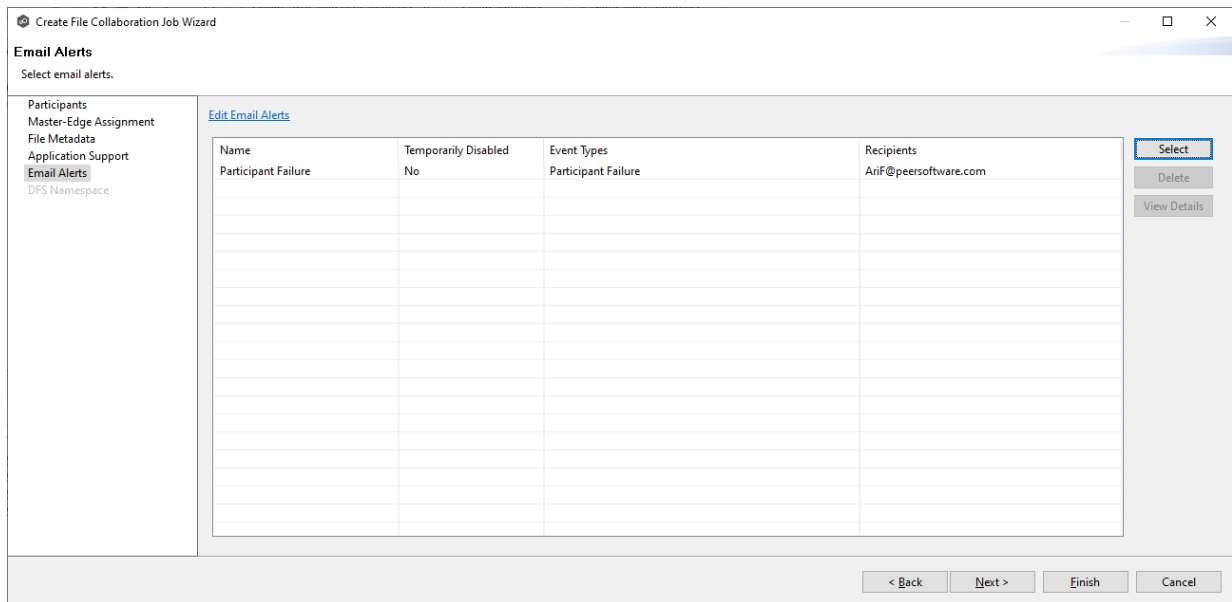 Create File Collaboration Job Wizard
Email Alerts
Select email alerts.
Participants
Master-Edge Assignment
File Metadata
Application Support
Email Alerts
DFS Namespace
Edit Email Alerts
Name Temporarily Disabled Event Types Recipients
Participant Failure No Participant Failure AriF@peersoftware.com
Select
Delete
View Details
< Back Next > Finish Cancel